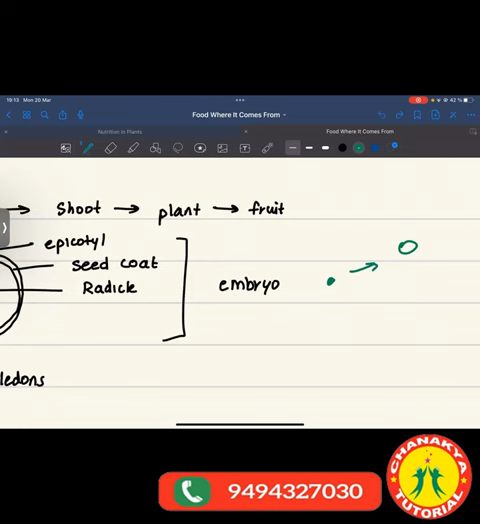 19:13 Mon 20 Mar
42 %
Food Where It Comes From
Nutrition in Plants
Food Where It Comes From
→ Shoot → plant → fruit
epicotyl
seed coat
Radicle
embryo
ledons
9494327030
CHANAKYA
TUTORIAL